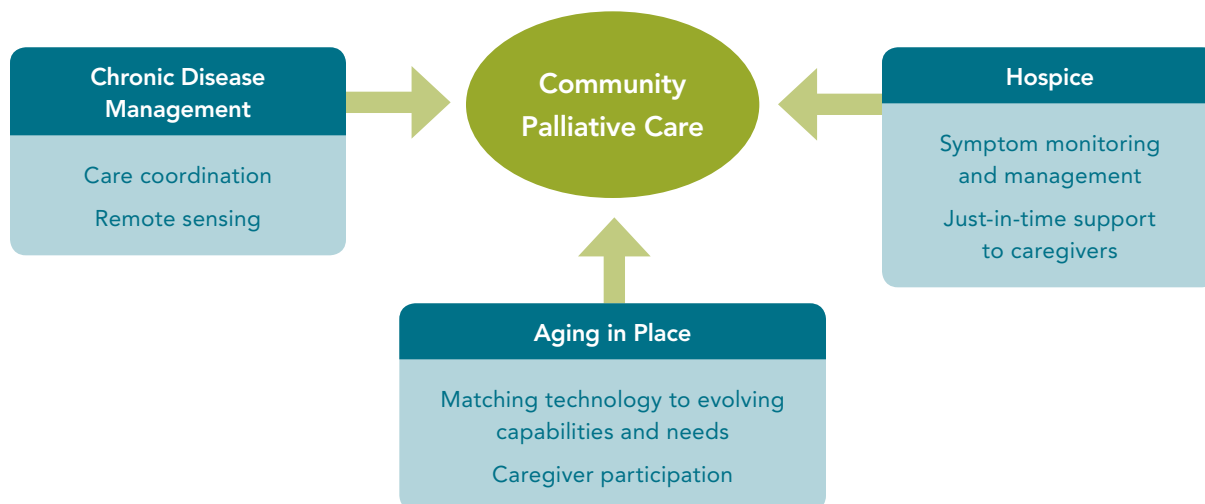 Chronic Disease
Management
Care coordination
Remote sensing
Community
Palliative Care
Hospice
Symptom monitoring
and management
Just-in-time support
to caregivers
Aging in Place
Matching technology to evolving
capabilities and needs
Caregiver participation